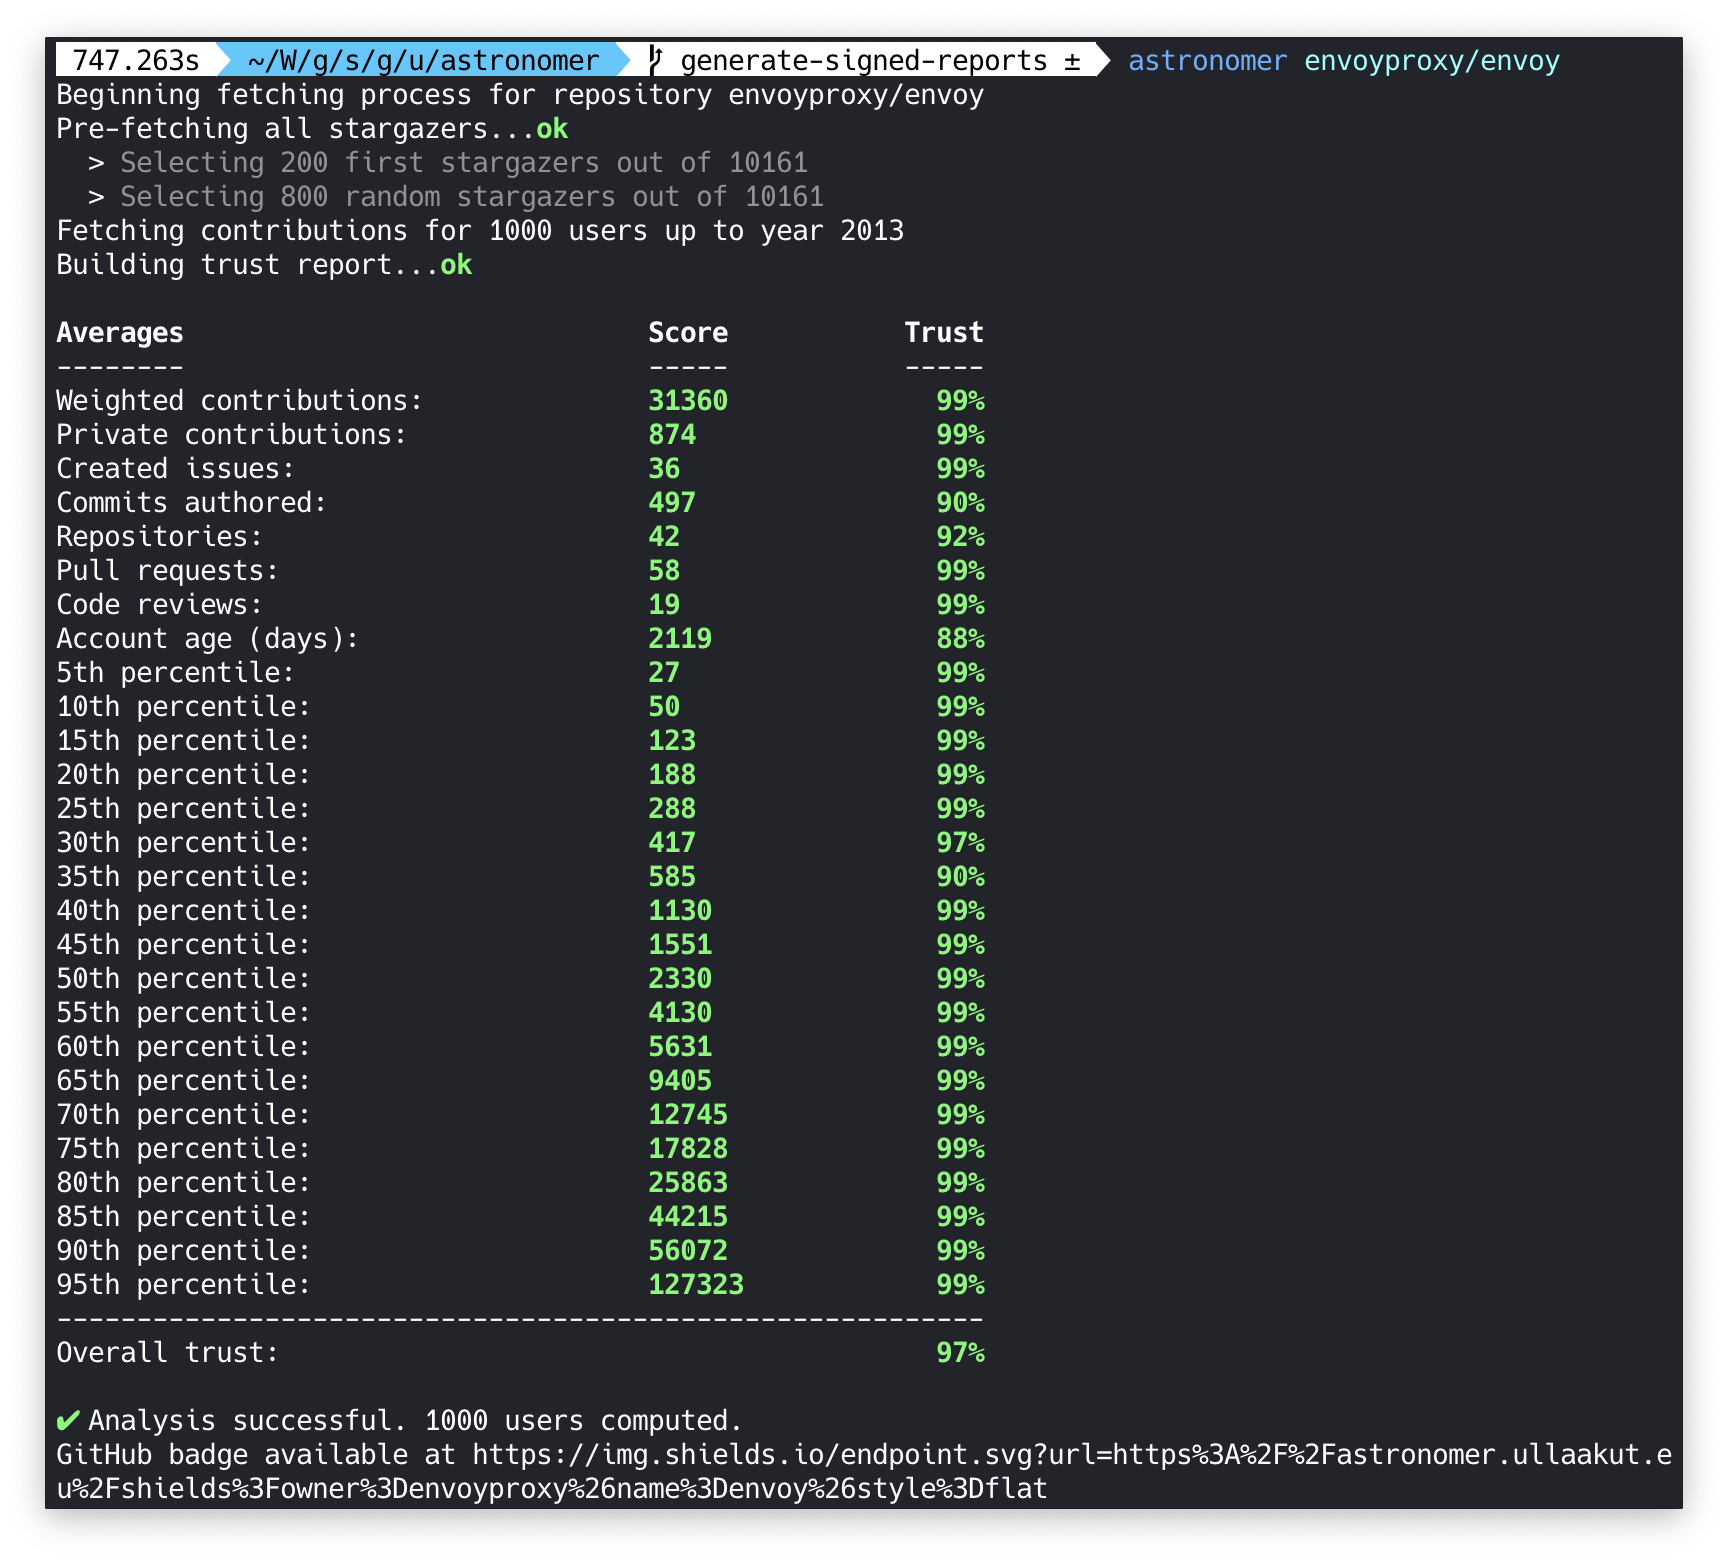 747.263s ~/W/g/s/g/u/astronomer generate-signed-reports ± astronomer envoyproxy/envoy
Beginning fetching process for repository envoyproxy/envoy
Pre-fetching all stargazers...ok
> Selecting 200 first stargazers out of 10161
> Selecting 800 random stargazers out of 10161
Fetching contributions for 1000 users up to year 2013
Building trust report...ok
Averages Score Trust
-------- ----- -----
Weighted contributions: 31360 99%
Private contributions: 874 99%
Created issues: 36 99%
Commits authored: 497 90%
Repositories: 42 92%
Pull requests: 58 99%
Code reviews: 19 99%
Account age (days): 2119 88%
5th percentile: 27 99%
10th percentile: 50 99%
15th percentile: 123 99%
20th percentile: 188 99%
25th percentile: 288 99%
30th percentile: 417 97%
35th percentile: 585 90%
40th percentile: 1130 99%
45th percentile: 1551 99%
50th percentile: 2330 99%
55th percentile: 4130 99%
60th percentile: 5631 99%
65th percentile: 9405 99%
70th percentile: 12745 99%
75th percentile: 17828 99%
80th percentile: 25863 99%
85th percentile: 44215 99%
90th percentile: 56072 99%
95th percentile: 127323 99%
----------------------------------------------------------
Overall trust: 97%
✔ Analysis successful. 1000 users computed.
GitHub badge available at https://img.shields.io/endpoint.svg?url=https%3A%2F%2Fastronomer.ullaakut.e
u%2Fshields%3Fowner%3Denvoyproxy%26name%3Denvoy%26style%3Dflat